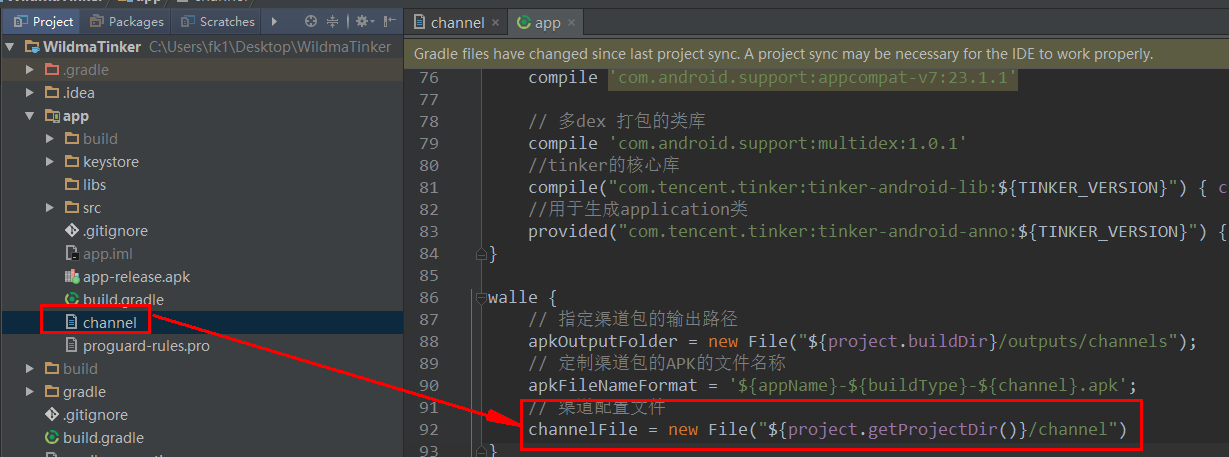 WildmaTinker app channel
Project Packages Scratches
WildmaTinker C:\Users\fk1\Desktop\WildmaTinker
.gradle
.idea
app
build
keystore
libs
src
.gitignore
app.iml
app-release.apk
build.gradle
channel
proguard-rules.pro
build
gradle
.gitignore
build.gradle
channel app
Gradle files have changed since last project sync. A project sync may be necessary for the IDE to work properly.
76 compile 'com.android.support:appcompat-v7:23.1.1'
77
78 // 多dex 打包的类库
79 compile 'com.android.support:multidex:1.0.1'
80 //tinker的核心库
81 compile("com.tencent.tinker:tinker-android-lib:${TINKER_VERSION}") { c
82 //用于生成application类
83 provided("com.tencent.tinker:tinker-android-anno:${TINKER_VERSION}") {
84 }
85
86 walle {
87 // 指定渠道包的输出路径
88 apkOutputFolder = new File("${project.buildDir}/outputs/channels");
89 // 定制渠道包的APK的文件名称
90 apkFileNameFormat = '${appName}-${buildType}-${channel}.apk';
91 // 渠道配置文件
92 channelFile = new File("${project.getProjectDir()}/channel")
93 }